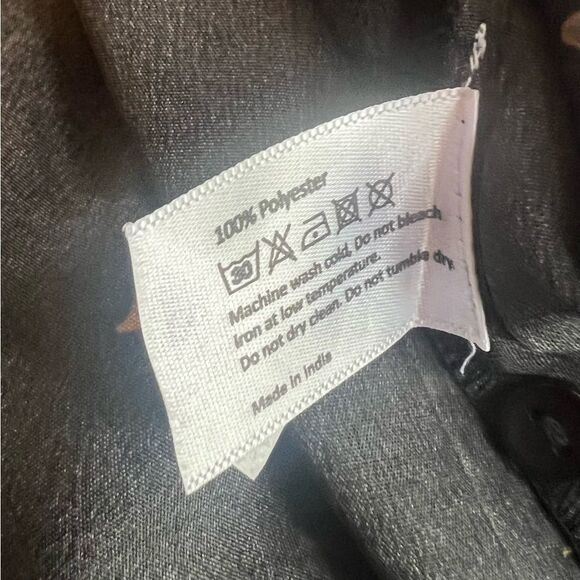 100% Polyester
30
Machine wash cold. Do not bleach
Iron at low temperature.
Do not dry clean. Do not tumble dry.
Made in India